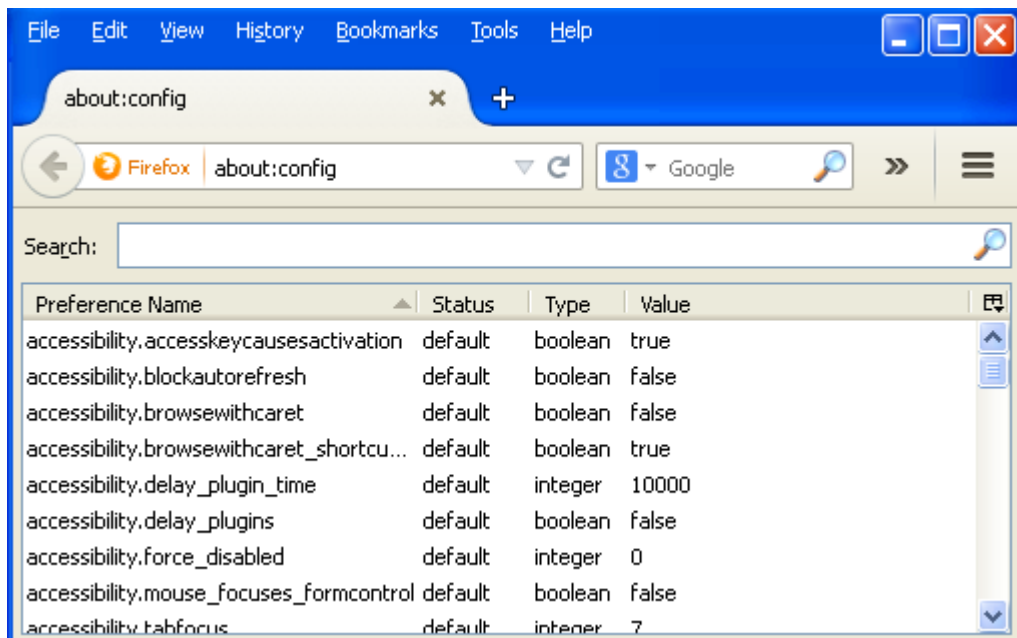 File Edit View History Bookmarks Tools Help
about:config
Firefox about:config 8 Google
Search:
Preference Name Status Type Value
accessibility.accesskeycausesactivation default boolean true
accessibility.blockautorefresh default boolean false
accessibility.browsewithcaret default boolean false
accessibility.browsewithcaret_shortcu... default boolean true
accessibility.delay_plugin_time default integer 10000
accessibility.delay_plugins default boolean false
accessibility.force_disabled default integer 0
accessibility.mouse_focuses_formcontrol default boolean false
accessibility.tabfocus default integer 7